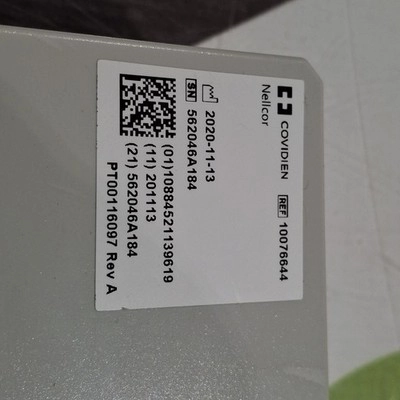 COVIDIEN
Nellcor
REF 10076644
2020-11-13
SN 562046A184
(01)10884521139619
(11) 201113
(21) 562046A184
PT00116097 Rev A